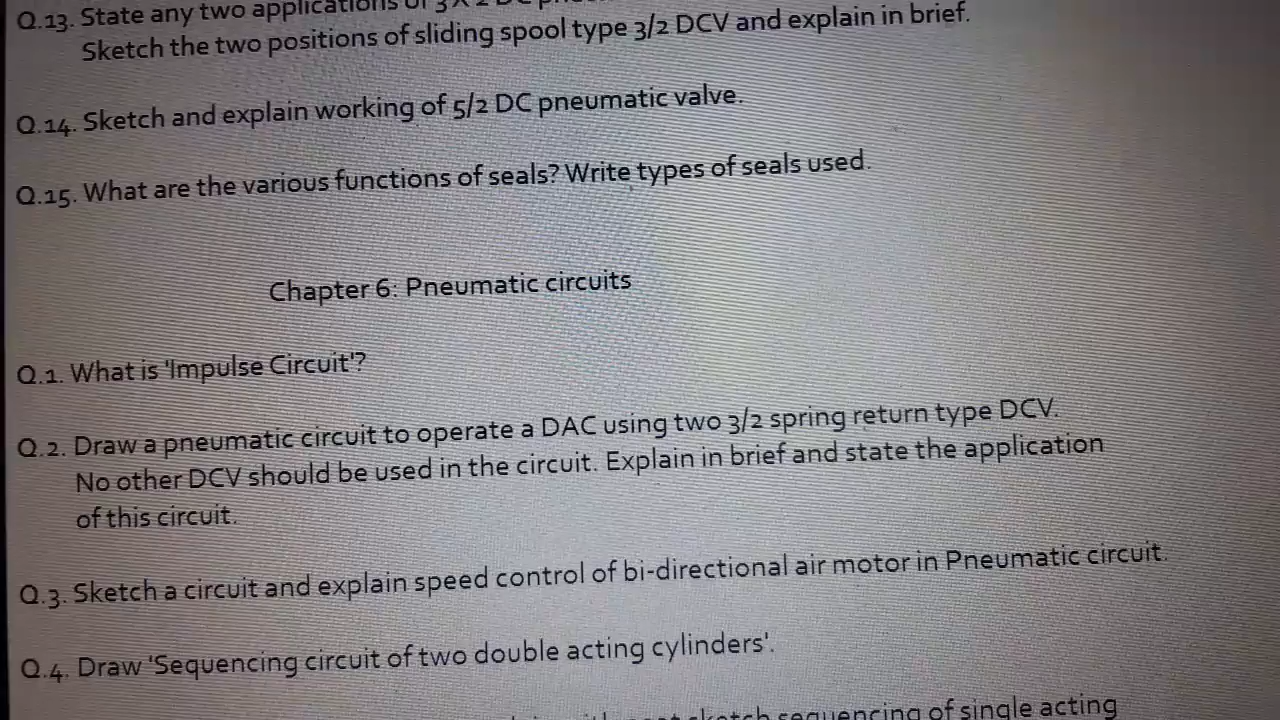 Q.13. State any two applications of 3 X 2 DC
Sketch the two positions of sliding spool type 3/2 DCV and explain in brief.
Q.14. Sketch and explain working of 5/2 DC pneumatic valve.
Q.15. What are the various functions of seals? Write types of seals used.
Chapter 6: Pneumatic circuits
Q.1. What is 'Impulse Circuit'?
Q.2. Draw a pneumatic circuit to operate a DAC using two 3/2 spring return type DCV.
No other DCV should be used in the circuit. Explain in brief and state the application
of this circuit.
Q.3. Sketch a circuit and explain speed control of bi-directional air motor in Pneumatic circuit.
Q.4. Draw 'Sequencing circuit of two double acting cylinders'.
sketch sequencing of single acting